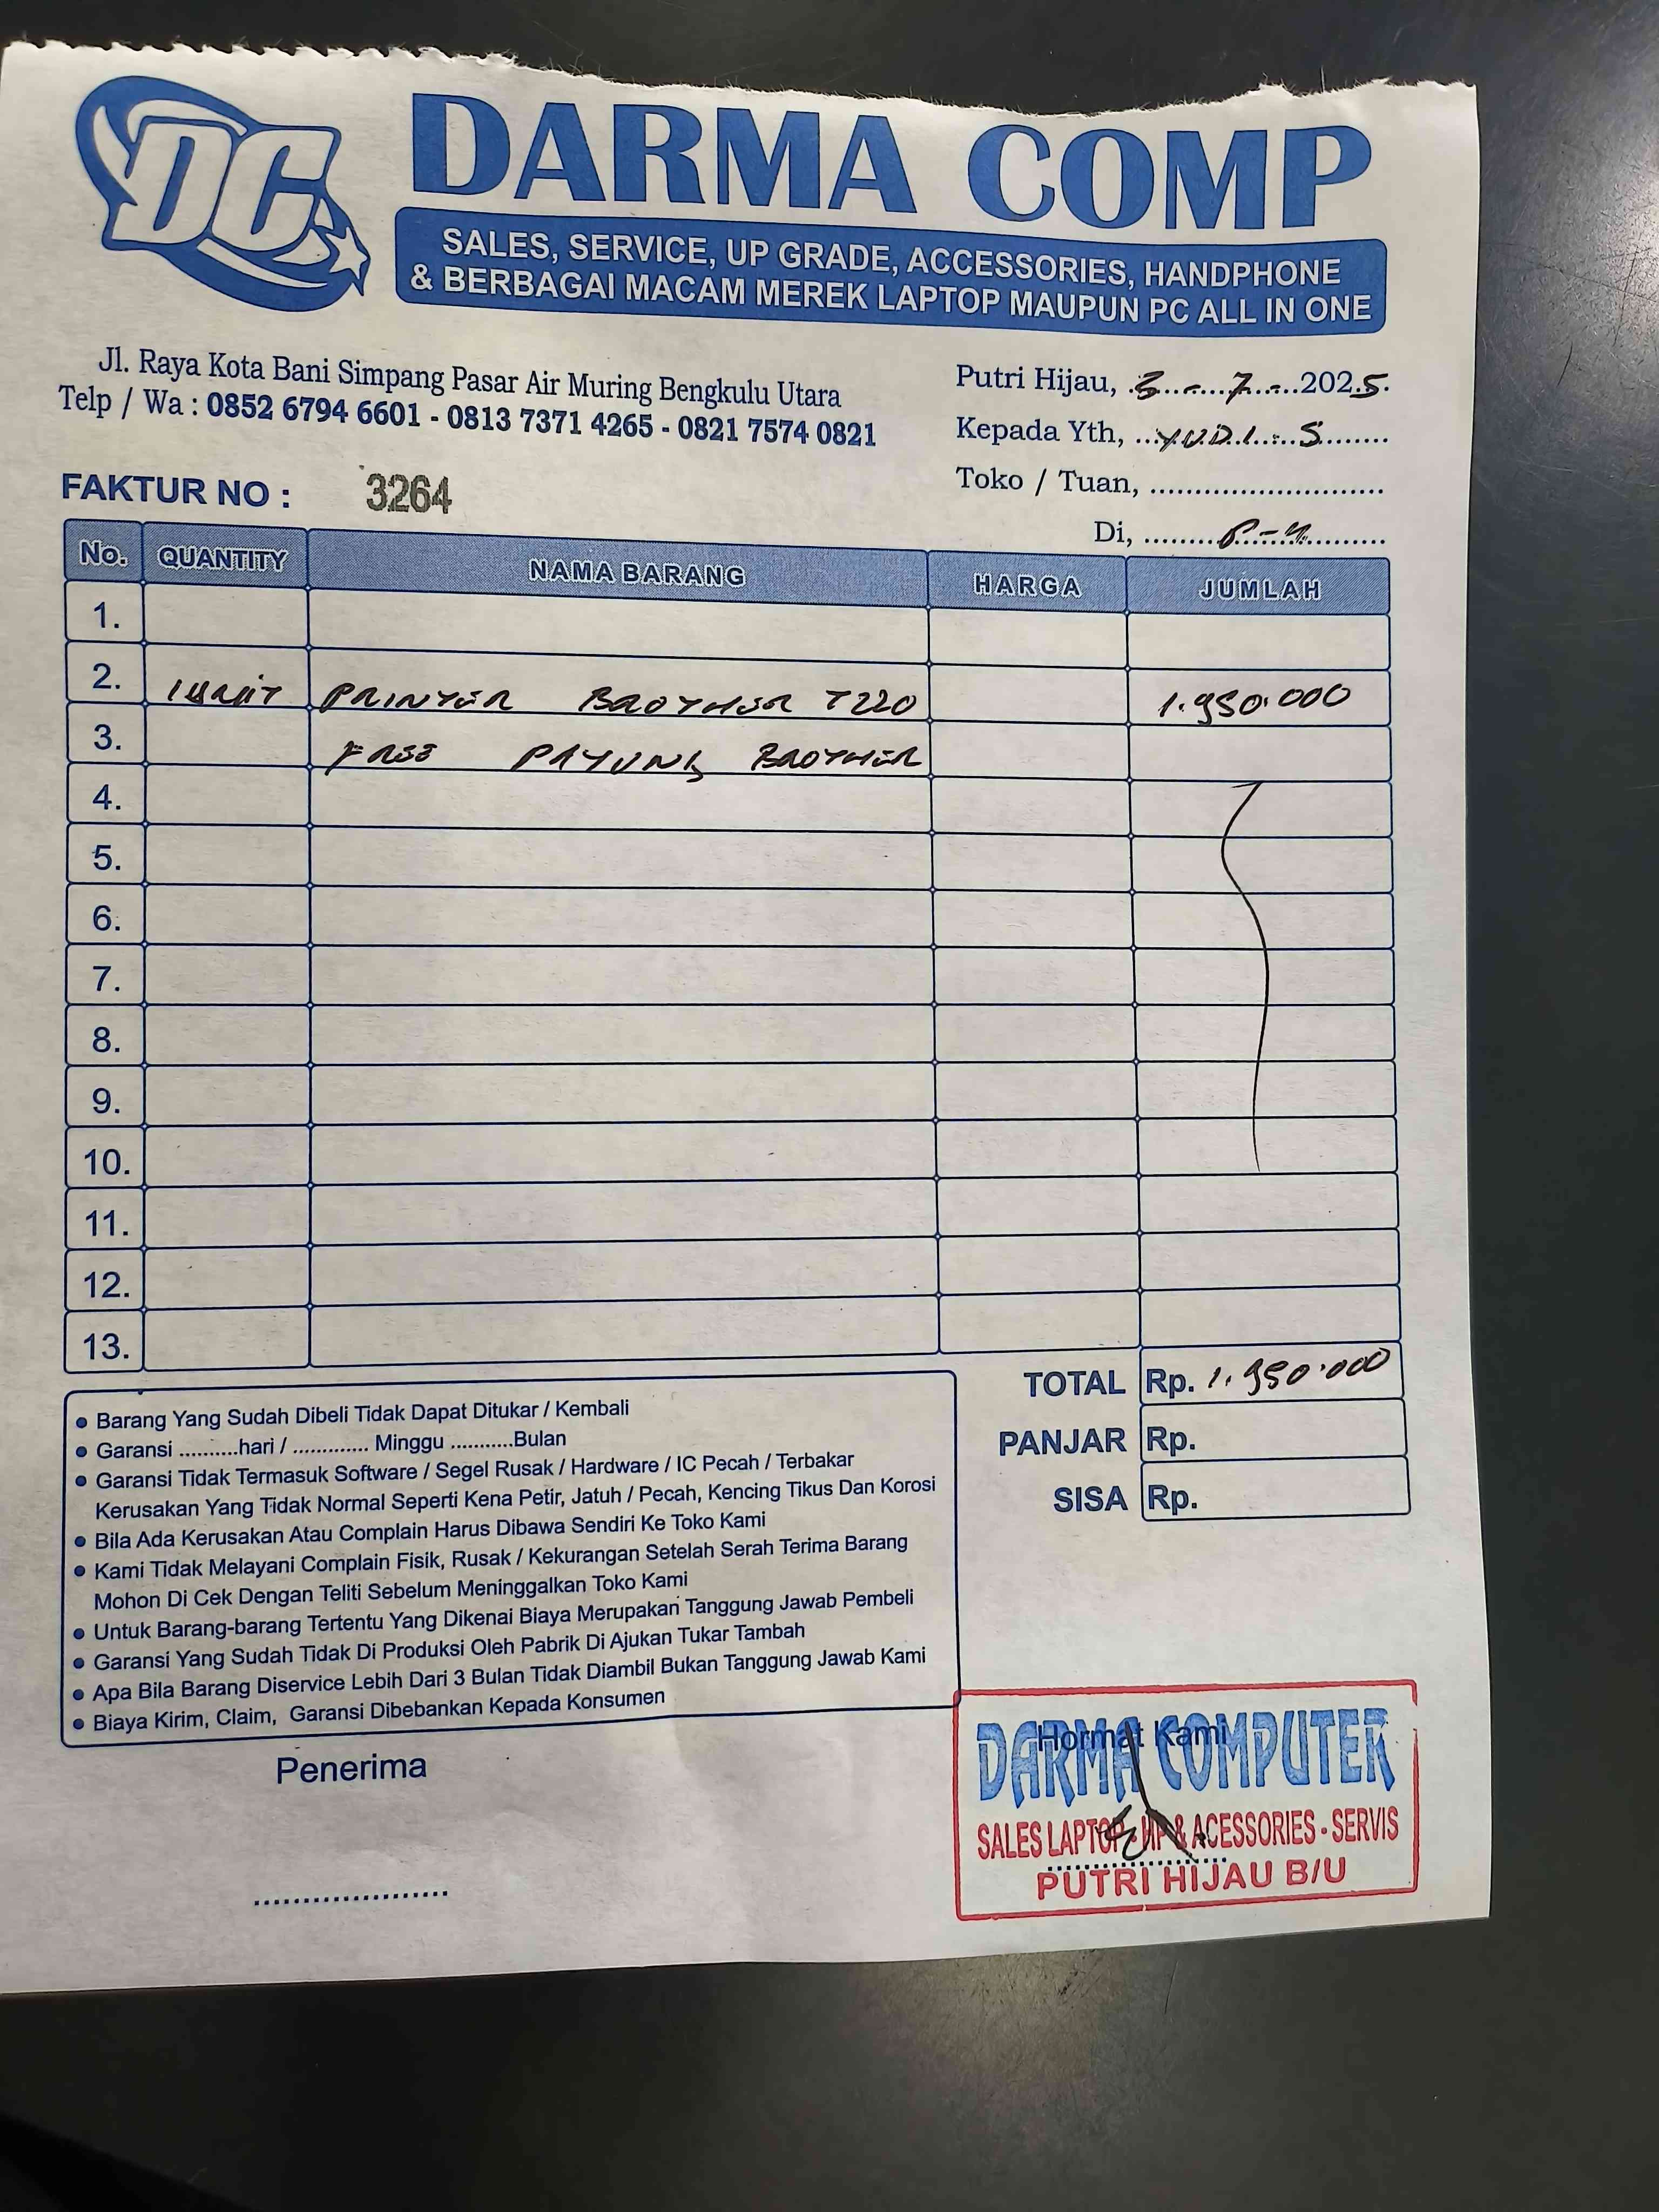 DC
DARMA COMP
SALES, SERVICE, UP GRADE, ACCESSORIES, HANDPHONE
& BERBAGAI MACAM MEREK LAPTOP MAUPUN PC ALL IN ONE
Jl. Raya Kota Bani Simpang Pasar Air Muring Bengkulu Utara
Telp / Wa : 0852 6794 6601 - 0813 7371 4265 - 0821 7574 0821
Putri Hijau, 3 - 7 - 2025
Kepada Yth, YUDI S
Toko / Tuan,
Di, P-H
FAKTUR NO : 3264
No. QUANTITY NAMA BARANG HARGA JUMLAH
1.
2. 1 UNIT PRINTER BROTHER T220 1.950.000
3. FREE PAYUNG BROTHER
4.
5.
6.
7.
8.
9.
10.
11.
12.
13.
TOTAL Rp. 1.950.000
PANJAR Rp.
SISA Rp.
• Barang Yang Sudah Dibeli Tidak Dapat Ditukar / Kembali
• Garansi ..........hari / ............. Minggu ...........Bulan
• Garansi Tidak Termasuk Software / Segel Rusak / Hardware / IC Pecah / Terbakar
Kerusakan Yang Tidak Normal Seperti Kena Petir, Jatuh / Pecah, Kencing Tikus Dan Korosi
• Bila Ada Kerusakan Atau Complain Harus Dibawa Sendiri Ke Toko Kami
• Kami Tidak Melayani Complain Fisik, Rusak / Kekurangan Setelah Serah Terima Barang
Mohon Di Cek Dengan Teliti Sebelum Meninggalkan Toko Kami
• Untuk Barang-barang Tertentu Yang Dikenai Biaya Merupakan Tanggung Jawab Pembeli
• Garansi Yang Sudah Tidak Di Produksi Oleh Pabrik Di Ajukan Tukar Tambah
• Apa Bila Barang Diservice Lebih Dari 3 Bulan Tidak Diambil Bukan Tanggung Jawab Kami
• Biaya Kirim, Claim, Garansi Dibebankan Kepada Konsumen
Penerima
Hormat Kami
DARMA COMPUTER
SALES LAPTOP - HP & ACESSORIES - SERVIS
PUTRI HIJAU B/U